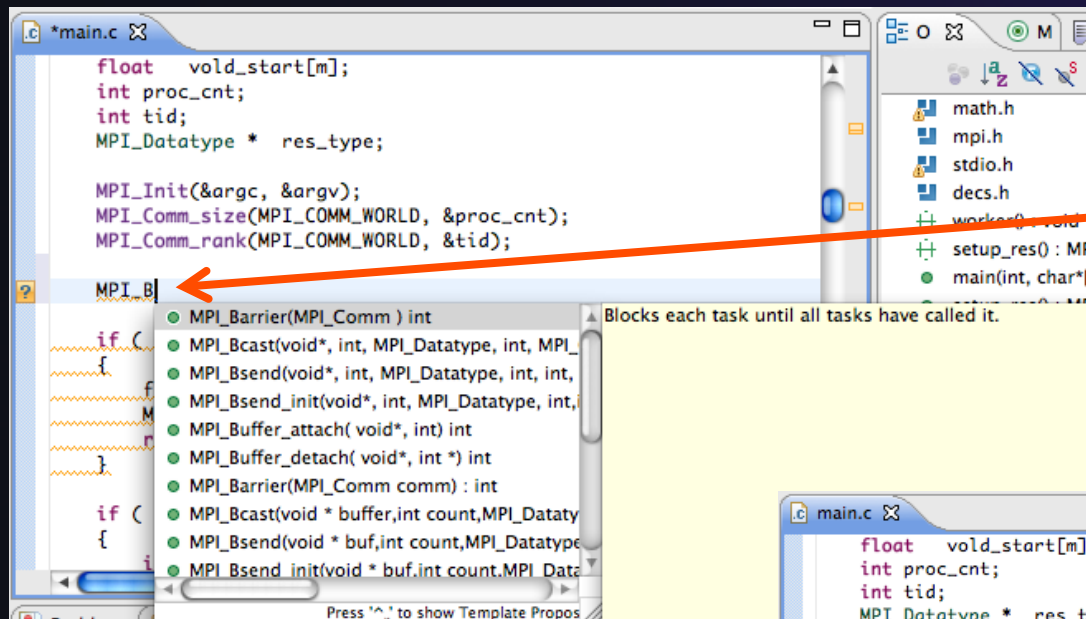 *main.c
float vold_start[m];
int proc_cnt;
int tid;
MPI_Datatype * res_type;
MPI_Init(&argc, &argv);
MPI_Comm_size(MPI_COMM_WORLD, &proc_cnt);
MPI_Comm_rank(MPI_COMM_WORLD, &tid);
MPI_B
if (
{
}
if (
{
MPI_Barrier(MPI_Comm ) int
MPI_Bcast(void*, int, MPI_Datatype, int, MPI_
MPI_Bsend(void*, int, MPI_Datatype, int, int,
MPI_Bsend_init(void*, int, MPI_Datatype, int,
MPI_Buffer_attach( void*, int) int
MPI_Buffer_detach( void*, int *) int
MPI_Barrier(MPI_Comm comm) : int
MPI_Bcast(void * buffer,int count,MPI_Dataty
MPI_Bsend(void * buf,int count,MPI_Datatype
MPI_Bsend_init(void * buf,int count,MPI_Data
Press '^_' to show Template Propos
Blocks each task until all tasks have called it.
O M
math.h
mpi.h
stdio.h
decs.h
worker() : void
setup_res() : MP
main(int, char*[
main.c
float vold_start[m]
int proc_cnt;
int tid;
MPI_Datatype * res_t